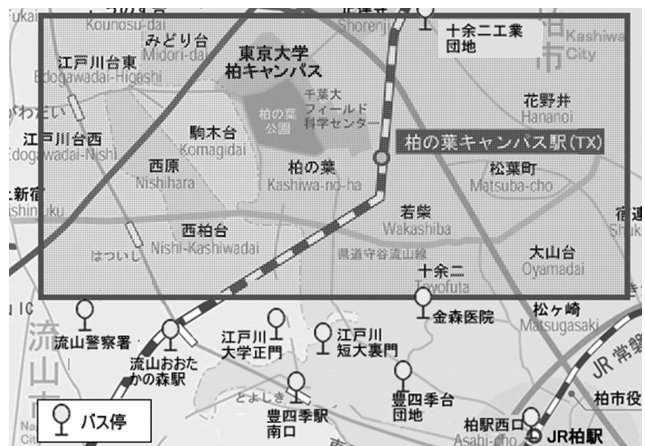 みどり台
Midori-dai
東京大学
柏キャンパス
十余二工業
団地
柏
市
Kashiwa
City
江戸川台東
Edogawadai-Higashi
千葉大
フィールド
科学センター
柏の葉
公園
花野井
Hananoi
駒木台
Komagidai
江戸川台西
Edogawadai-Nishi
柏の葉キャンパス駅(TX)
西原
Nishihara
柏の葉
Kashiwa-no-ha
松葉町
Matsuba-cho
若柴
Wakashiba
西柏台
Nishi-Kashiwadai
はついし
県道守谷流山線
大山台
Oyamadai
十余二
Toyofuta
金森医院
松ヶ崎
Matsugasaki
流
山
市
流山警察署
流山おおた
かの森駅
江戸川
大学正門
江戸川
短大裏門
JR 常磐
とよしき
豊四季駅
南口
豊四季台
団地
柏市役
柏駅西口
Asahi-cho
JR柏駅
バス停